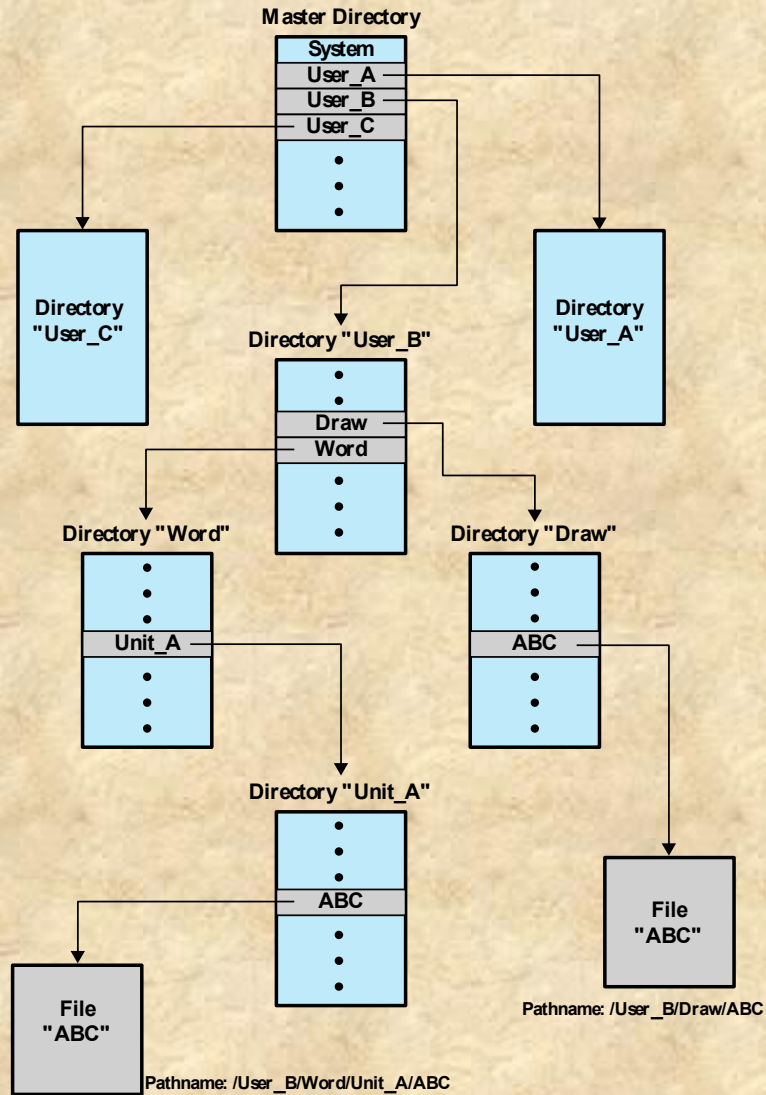 Master Directory
System
User_A
User_B
User_C
Directory
"User_C"
Directory
"User_A"
Directory "User_B"
Draw
Word
Directory "Word"
Directory "Draw"
Unit_A
ABC
Directory "Unit_A"
ABC
File
"ABC"
Pathname: /User_B/Draw/ABC
File
"ABC"
Pathname: /User_B/Word/Unit_A/ABC